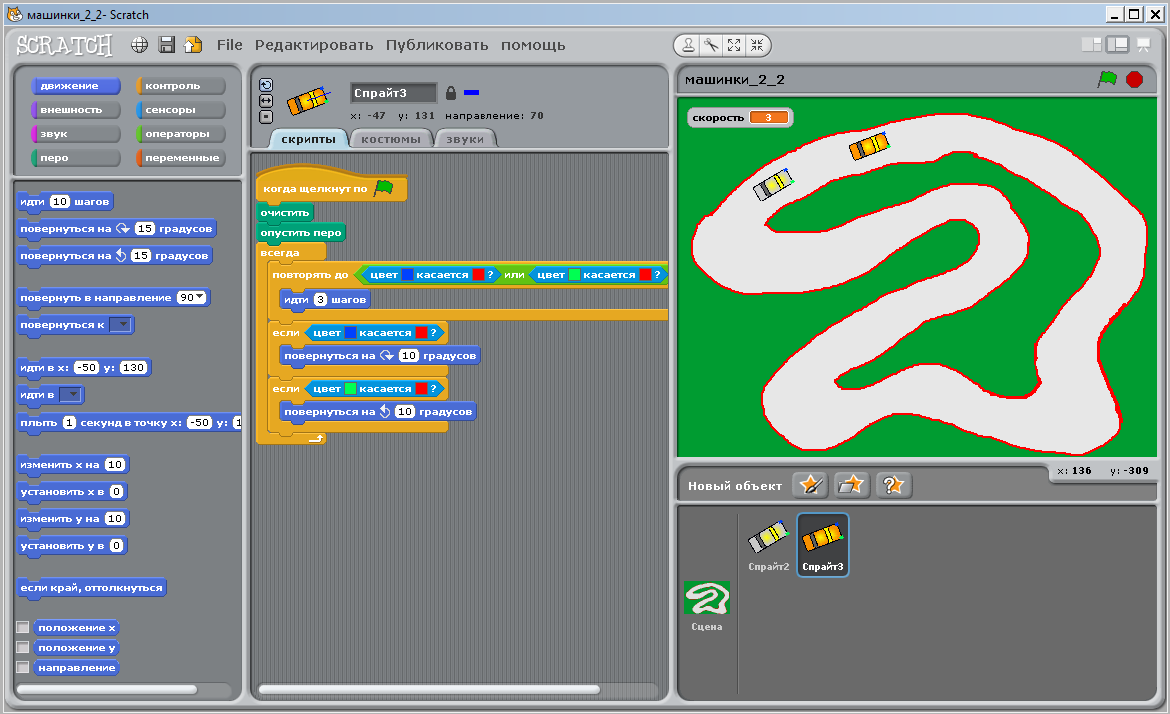 машинки_2_2- Scratch
SCRATCH File Редактировать Публиковать помощь
движение контроль
внешность сенсоры
звук операторы
перо переменные
идти 10 шагов
повернуться на 15 градусов
повернуться на 15 градусов
повернуть в направление 90
повернуться к
идти в x: -50 y: 130
идти в
плыть 1 секунд в точку x: -50 y: 1
изменить x на 10
установить x в 0
изменить y на 10
установить y в 0
если край, оттолкнуться
положение x
положение y
направление
Спрайт3
x: -47 y: 131 направление: 70
скрипты костюмы звуки
когда щелкнут по
очистить
опустить перо
всегда
повторять до цвет касается ? или цвет касается ?
идти 3 шагов
если цвет касается ?
повернуться на 10 градусов
если цвет касается ?
повернуться на 10 градусов
машинки_2_2
скорость 3
x: 136 y: -309
Новый объект
Спрайт2 Спрайт3
Сцена